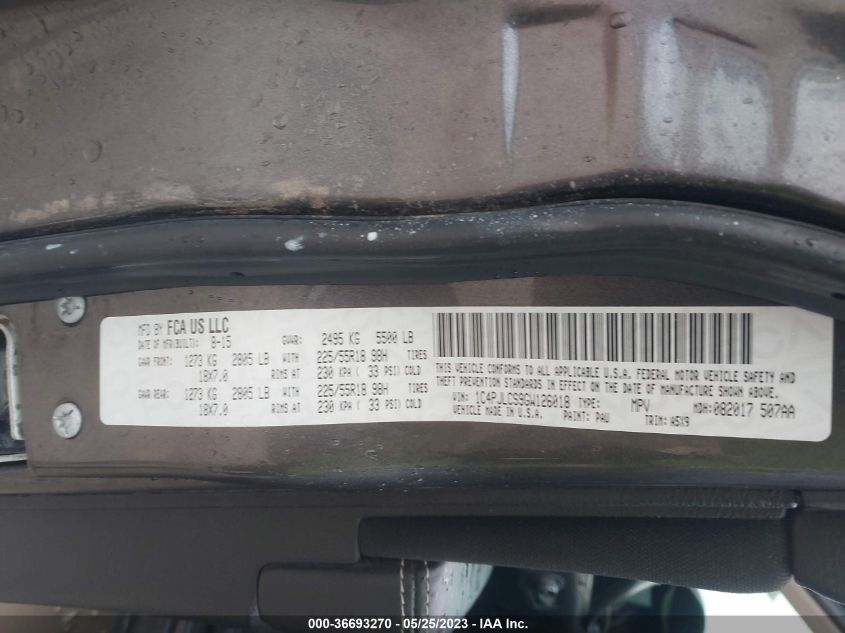 MFD BY FCA US LLC
DATE OF MFR(BUILT): 8-15 GVWR: 2495 KG 5500 LB
GAWR FRONT: 1273 KG 2805 LB WITH 225/55R18 98H TIRES
18X7.0 RIMS AT 230 KPA ( 33 PSI) COLD
GAWR REAR: 1273 KG 2805 LB WITH 225/55R18 98H TIRES
18X7.0 RIMS AT 230 KPA ( 33 PSI) COLD
THIS VEHICLE CONFORMS TO ALL APPLICABLE U.S.A. FEDERAL MOTOR VEHICLE SAFETY AND
THEFT PREVENTION STANDARDS IN EFFECT ON THE DATE OF MANUFACTURE SHOWN ABOVE.
VIN: 1C4PJLCS9GW126018 TYPE: MPV MDH: 082017 507AA
VEHICLE MADE IN U.S.A. PAINT: PAU TRIM: A5X9
000-36693270 - 05/25/2023 - IAA Inc.